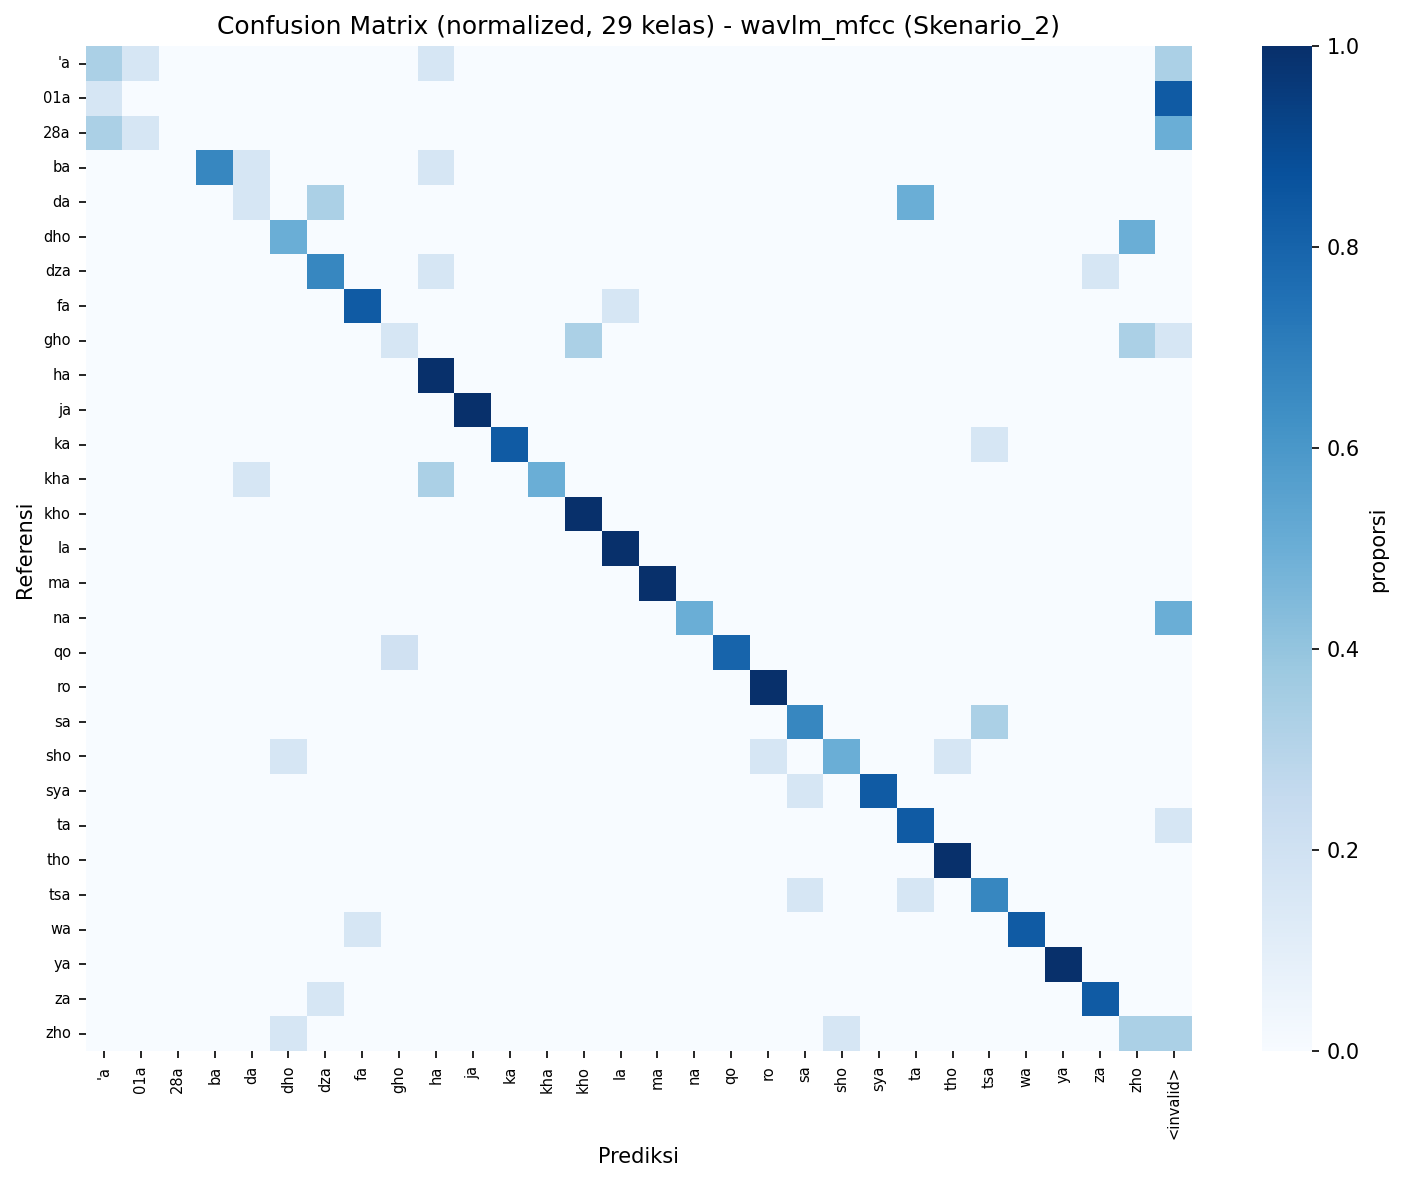 Confusion Matrix (normalized, 29 kelas) - wavlm_mfcc (Skenario_2)
Referensi
'a
01a
28a
ba
da
dho
dza
fa
gho
ha
ja
ka
kha
kho
la
ma
na
qo
ro
sa
sho
sya
ta
tho
tsa
wa
ya
za
zho
'a 01a 28a ba da dho dza fa gho ha ja ka kha kho la ma na qo ro sa sho sya ta tho tsa wa ya za zho <invalid>
Prediksi
1.0
0.8
0.6
0.4
0.2
0.0
proporsi